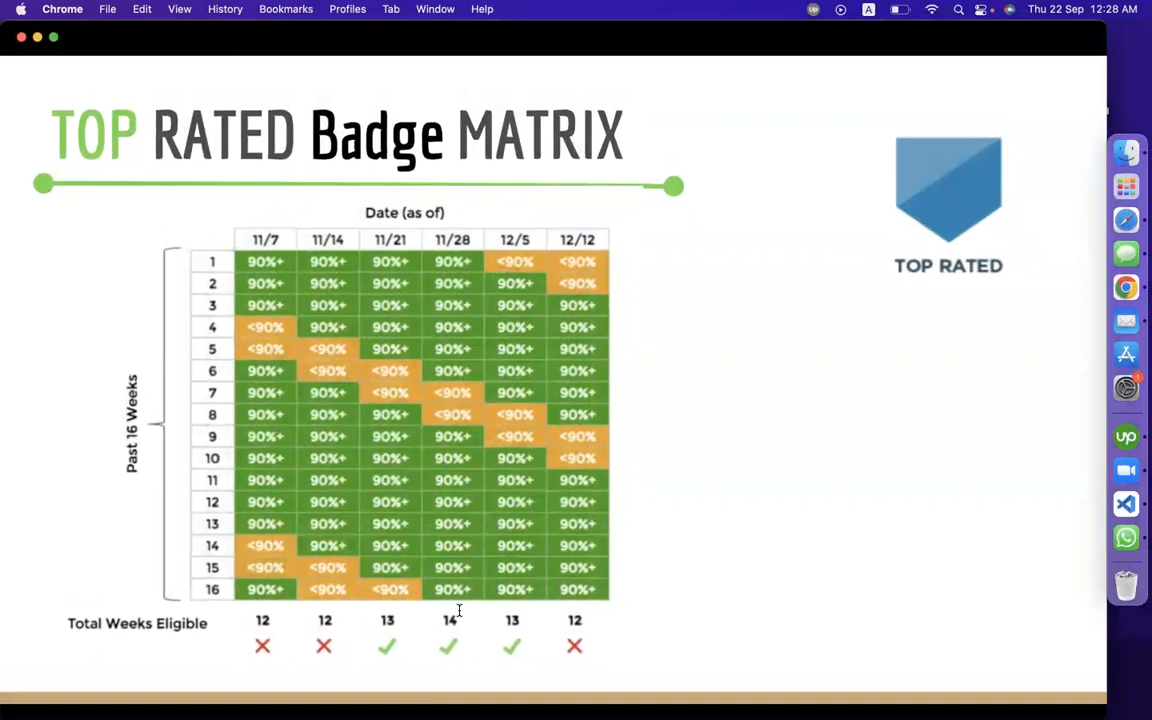 Chrome File Edit View History Bookmarks Profiles Tab Window Help A Thu 22 Sep 12:28 AM
TOP RATED Badge MATRIX
TOP RATED
Date (as of)
11/7 11/14 11/21 11/28 12/5 12/12
1 90%+ 90%+ 90%+ 90%+ <90% <90%
2 90%+ 90%+ 90%+ 90%+ 90%+ <90%
3 90%+ 90%+ 90%+ 90%+ 90%+ 90%+
4 <90% 90%+ 90%+ 90%+ 90%+ 90%+
5 <90% <90% 90%+ 90%+ 90%+ 90%+
6 90%+ <90% <90% 90%+ 90%+ 90%+
7 90%+ 90%+ <90% <90% 90%+ 90%+
8 90%+ 90%+ 90%+ <90% <90% 90%+
9 90%+ 90%+ 90%+ 90%+ <90% <90%
10 90%+ 90%+ 90%+ 90%+ 90%+ <90%
11 90%+ 90%+ 90%+ 90%+ 90%+ 90%+
12 90%+ 90%+ 90%+ 90%+ 90%+ 90%+
13 90%+ 90%+ 90%+ 90%+ 90%+ 90%+
14 <90% 90%+ 90%+ 90%+ 90%+ 90%+
15 <90% <90% 90%+ 90%+ 90%+ 90%+
16 90%+ <90% <90% 90%+ 90%+ 90%+
Past 16 Weeks
Total Weeks Eligible 12 12 13 14 13 12
up
1